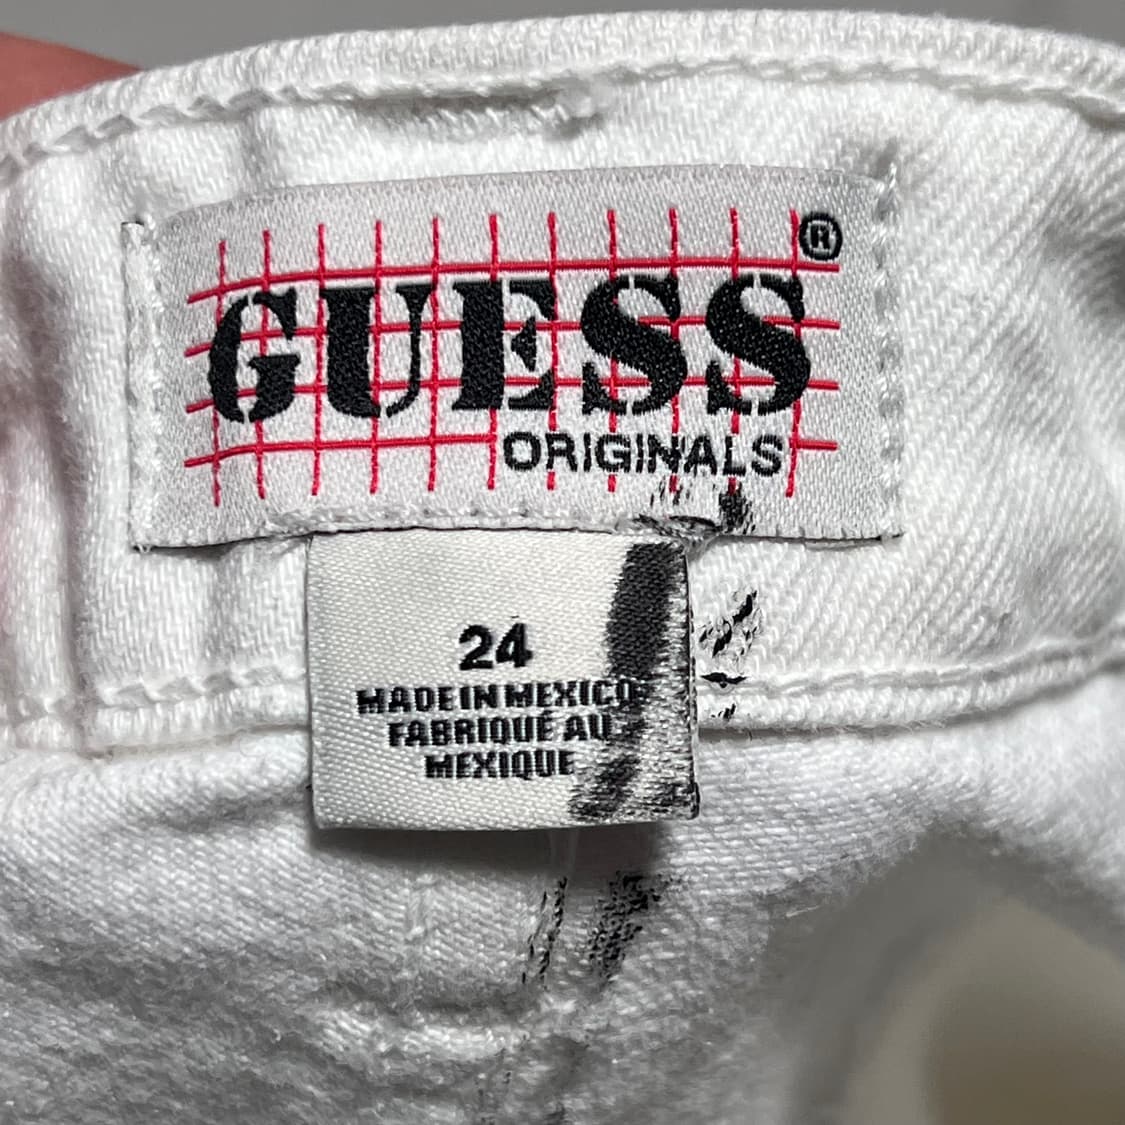 GUESS®
ORIGINALS
24
MADE IN MEXICO
FABRIQUÉ AU
MEXIQUE